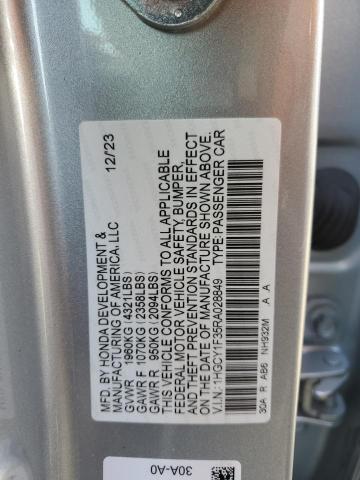 MFD. BY HONDA DEVELOPMENT & 12/23
MANUFACTURING OF AMERICA, LLC
GVWR 1960KG (4321LBS)
GAWR F 1070KG (2358LBS)
GAWR R 950KG (2094LBS)
THIS VEHICLE CONFORMS TO ALL APPLICABLE
FEDERAL MOTOR VEHICLE SAFETY, BUMPER,
AND THEFT PREVENTION STANDARDS IN EFFECT
ON THE DATE OF MANUFACTURE SHOWN ABOVE.
V.I.N.:1HGCY1F35RA028849 TYPE:PASSENGER CAR
30A R AB6 NH932M A A
30A-A0